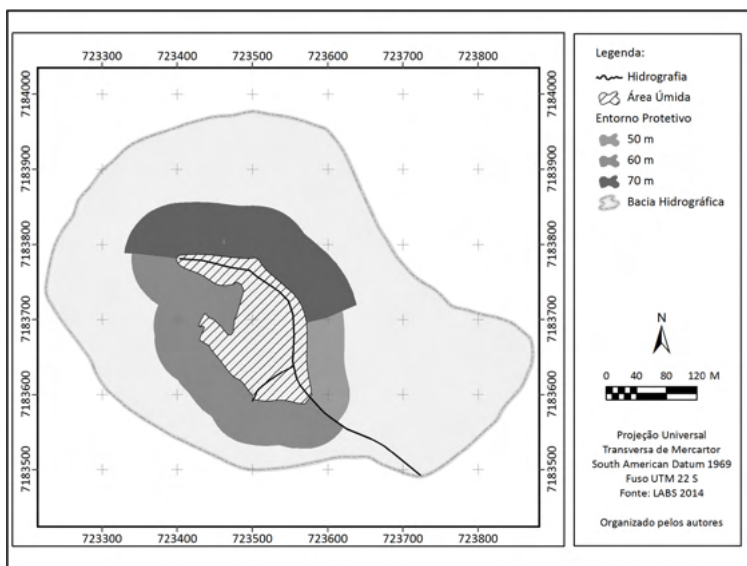 723300 723400 723500 723600 723700 723800
7184000 7184000
7183900 7183900
7183800 7183800
7183700 7183700
7183600 7183600
7183500 7183500
723300 723400 723500 723600 723700 723800
Legenda:
Hidrografia
Área Úmida
Entorno Protetivo
50 m
60 m
70 m
Bacia Hidrográfica
N
0 40 80 120 M
Projeção Universal
Transversa de Mercartor
South American Datum 1969
Fuso UTM 22 S
Fonte: LABS 2014
Organizado pelos autores